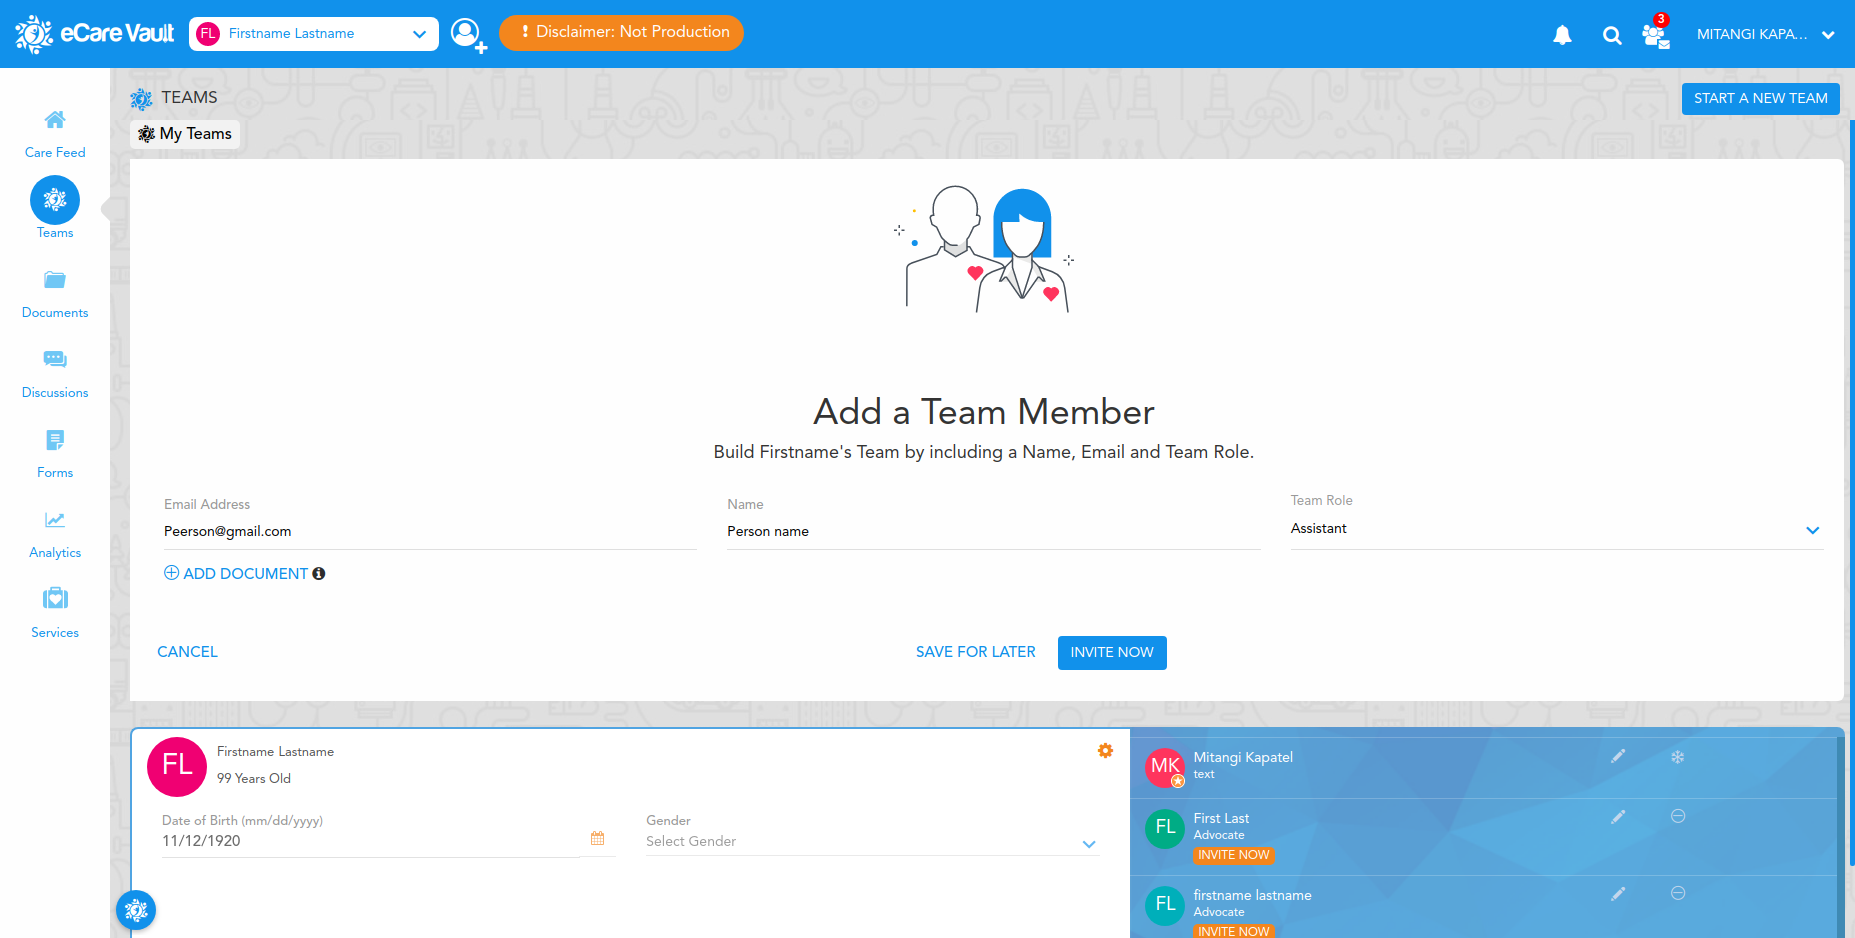 eCare Vault
FL Firstname Lastname
! Disclaimer: Not Production
3
MITANGI KAPA...
Care Feed
Teams
Documents
Discussions
Forms
Analytics
Services
TEAMS
START A NEW TEAM
My Teams
Add a Team Member
Build Firstname's Team by including a Name, Email and Team Role.
Email Address
Peerson@gmail.com
Name
Person name
Team Role
Assistant
ADD DOCUMENT
CANCEL
SAVE FOR LATER
INVITE NOW
FL
Firstname Lastname
99 Years Old
Date of Birth (mm/dd/yyyy)
11/12/1920
Gender
Select Gender
MK
Mitangi Kapatel
text
FL
First Last
Advocate
INVITE NOW
FL
firstname lastname
Advocate
INVITE NOW